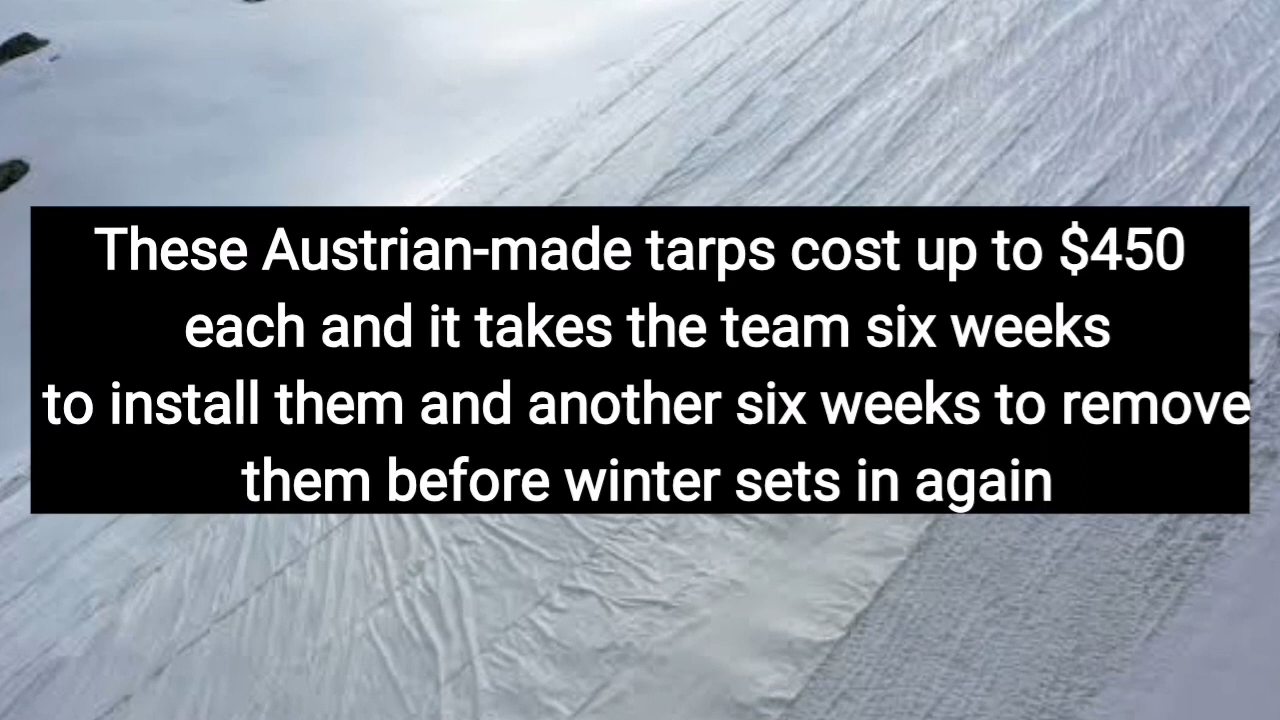 These Austrian-made tarps cost up to $450
each and it takes the team six weeks
to install them and another six weeks to remove
them before winter sets in again